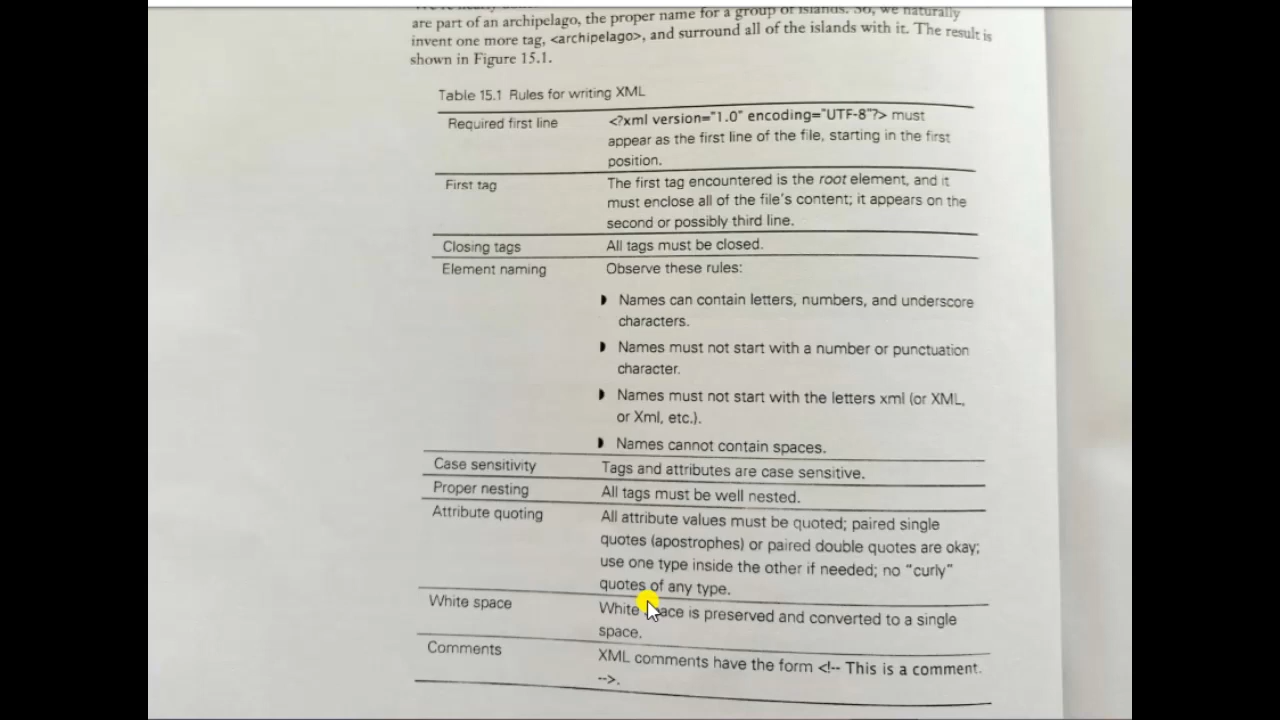 are part of an archipelago, the proper name for a group of islands. So, we naturally
invent one more tag, <archipelago>, and surround all of the islands with it. The result is
shown in Figure 15.1.
Table 15.1 Rules for writing XML
Required first line <?xml version="1.0" encoding="UTF-8"?> must
appear as the first line of the file, starting in the first
position.
First tag The first tag encountered is the root element, and it
must enclose all of the file's content; it appears on the
second or possibly third line.
Closing tags All tags must be closed.
Element naming Observe these rules:
◗ Names can contain letters, numbers, and underscore
characters.
◗ Names must not start with a number or punctuation
character.
◗ Names must not start with the letters xml (or XML,
or Xml, etc.).
◗ Names cannot contain spaces.
Case sensitivity Tags and attributes are case sensitive.
Proper nesting All tags must be well nested.
Attribute quoting All attribute values must be quoted; paired single
quotes (apostrophes) or paired double quotes are okay;
use one type inside the other if needed; no “curly”
quotes of any type.
White space White space is preserved and converted to a single
space.
Comments XML comments have the form <!-- This is a comment.
-->.